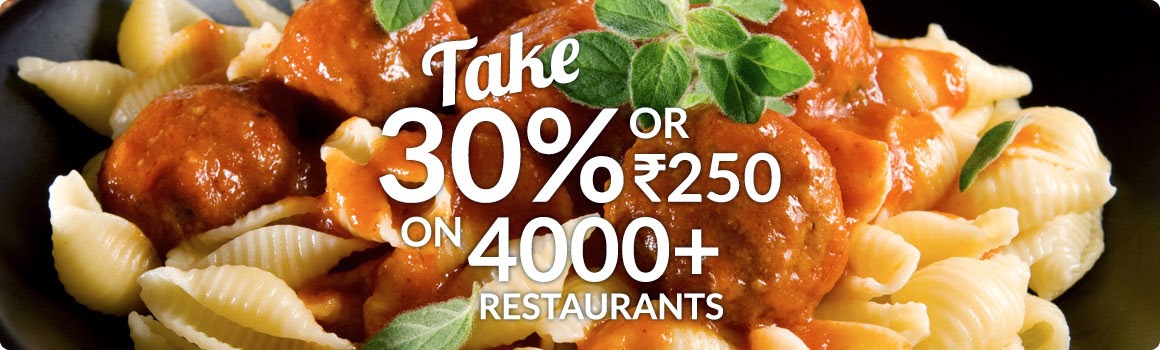 Take
30% OR
₹250
ON 4000+
RESTAURANTS